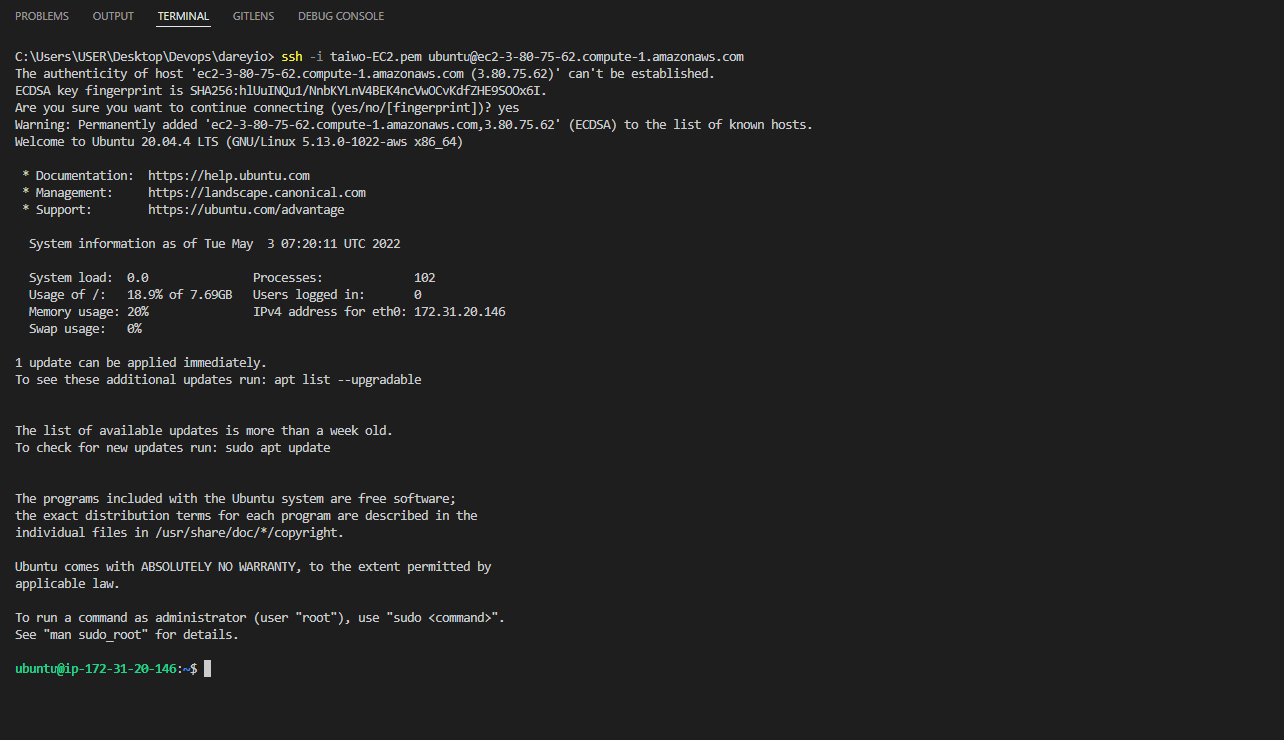 PROBLEMS OUTPUT TERMINAL GITLENS DEBUG CONSOLE
C:\Users\USER\Desktop\Devops\dareyio> ssh -i taiwo-EC2.pem ubuntu@ec2-3-80-75-62.compute-1.amazonaws.com
The authenticity of host 'ec2-3-80-75-62.compute-1.amazonaws.com (3.80.75.62)' can't be established.
ECDSA key fingerprint is SHA256:hlUuINQu1/NnbKYLnV4BEK4ncVwOCvKdfZHE9SOOx6I.
Are you sure you want to continue connecting (yes/no/[fingerprint])? yes
Warning: Permanently added 'ec2-3-80-75-62.compute-1.amazonaws.com,3.80.75.62' (ECDSA) to the list of known hosts.
Welcome to Ubuntu 20.04.4 LTS (GNU/Linux 5.13.0-1022-aws x86_64)
* Documentation:  https://help.ubuntu.com
* Management:     https://landscape.canonical.com
* Support:        https://ubuntu.com/advantage
System information as of Tue May  3 07:20:11 UTC 2022
System load:  0.0               Processes:             102
Usage of /:   18.9% of 7.69GB   Users logged in:       0
Memory usage: 20%               IPv4 address for eth0: 172.31.20.146
Swap usage:   0%
1 update can be applied immediately.
To see these additional updates run: apt list --upgradable
The list of available updates is more than a week old.
To check for new updates run: sudo apt update
The programs included with the Ubuntu system are free software;
the exact distribution terms for each program are described in the
individual files in /usr/share/doc/*/copyright.
Ubuntu comes with ABSOLUTELY NO WARRANTY, to the extent permitted by
applicable law.
To run a command as administrator (user "root"), use "sudo <command>".
See "man sudo_root" for details.
ubuntu@ip-172-31-20-146:~$